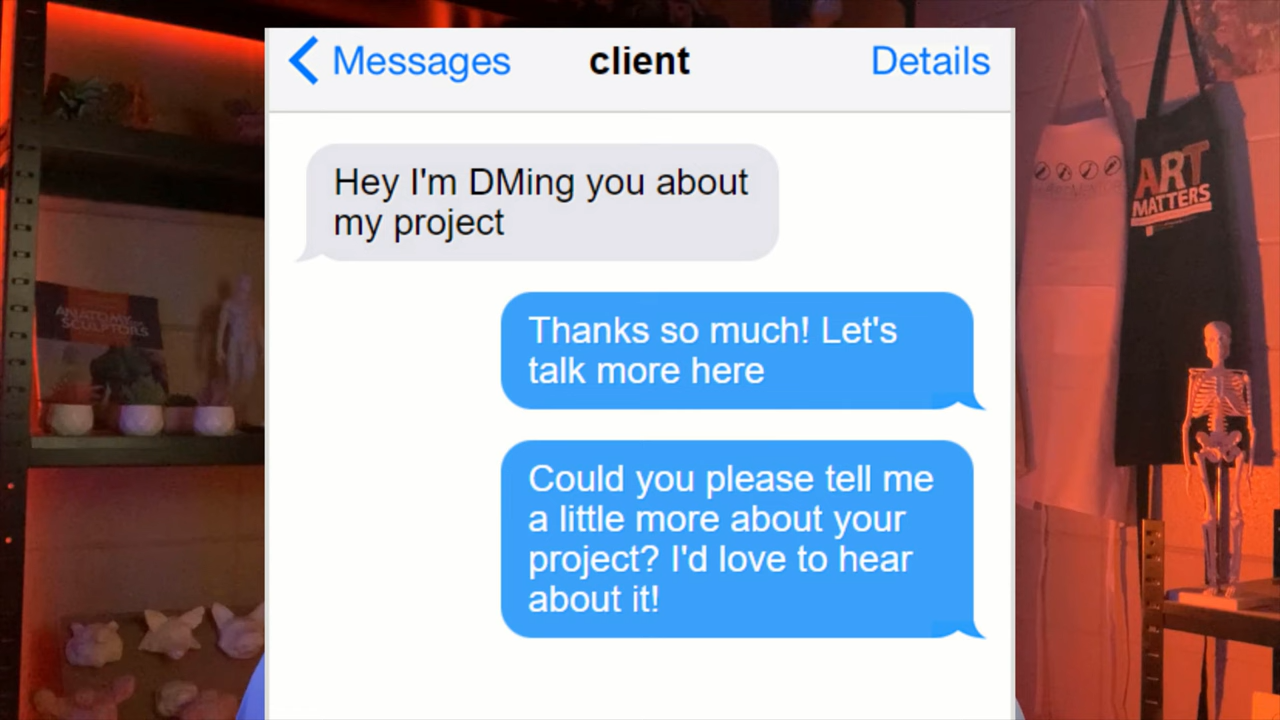 Messages
client
Details
Hey I'm DMing you about
my project
Thanks so much! Let's
talk more here
Could you please tell me
a little more about your
project? I'd love to hear
about it!
ANATOMY
SCULPTORS
ART
MATTERS